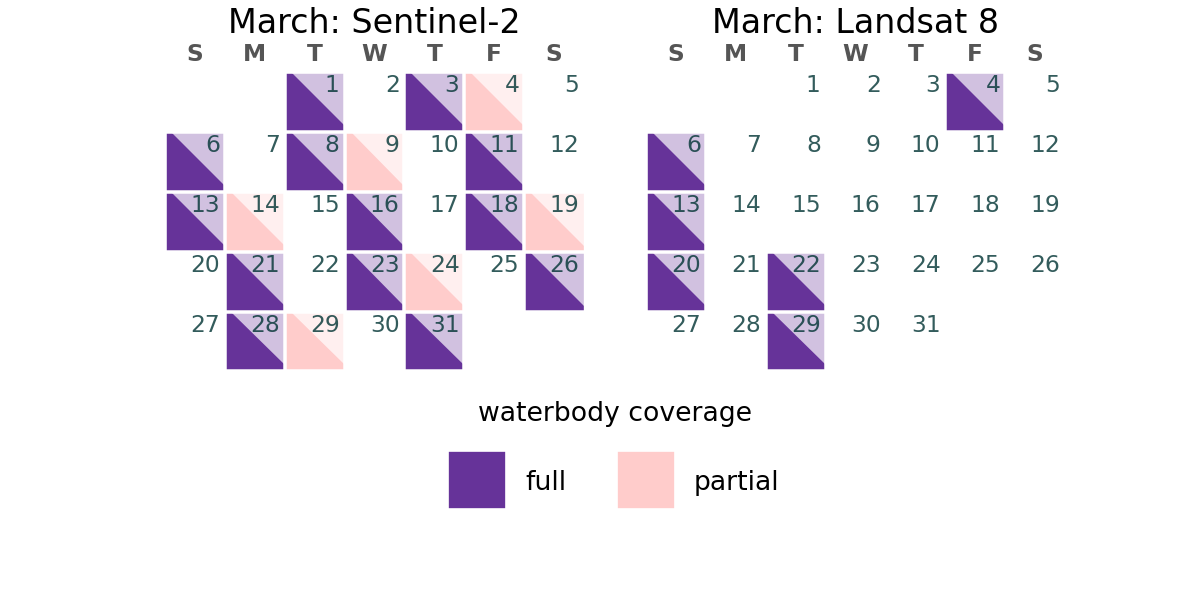 March: Sentinel-2
S M T W T F S
1 2 3 4 5
6 7 8 9 10 11 12
13 14 15 16 17 18 19
20 21 22 23 24 25 26
27 28 29 30 31
March: Landsat 8
S M T W T F S
1 2 3 4 5
6 7 8 9 10 11 12
13 14 15 16 17 18 19
20 21 22 23 24 25 26
27 28 29 30 31
waterbody coverage
full
partial